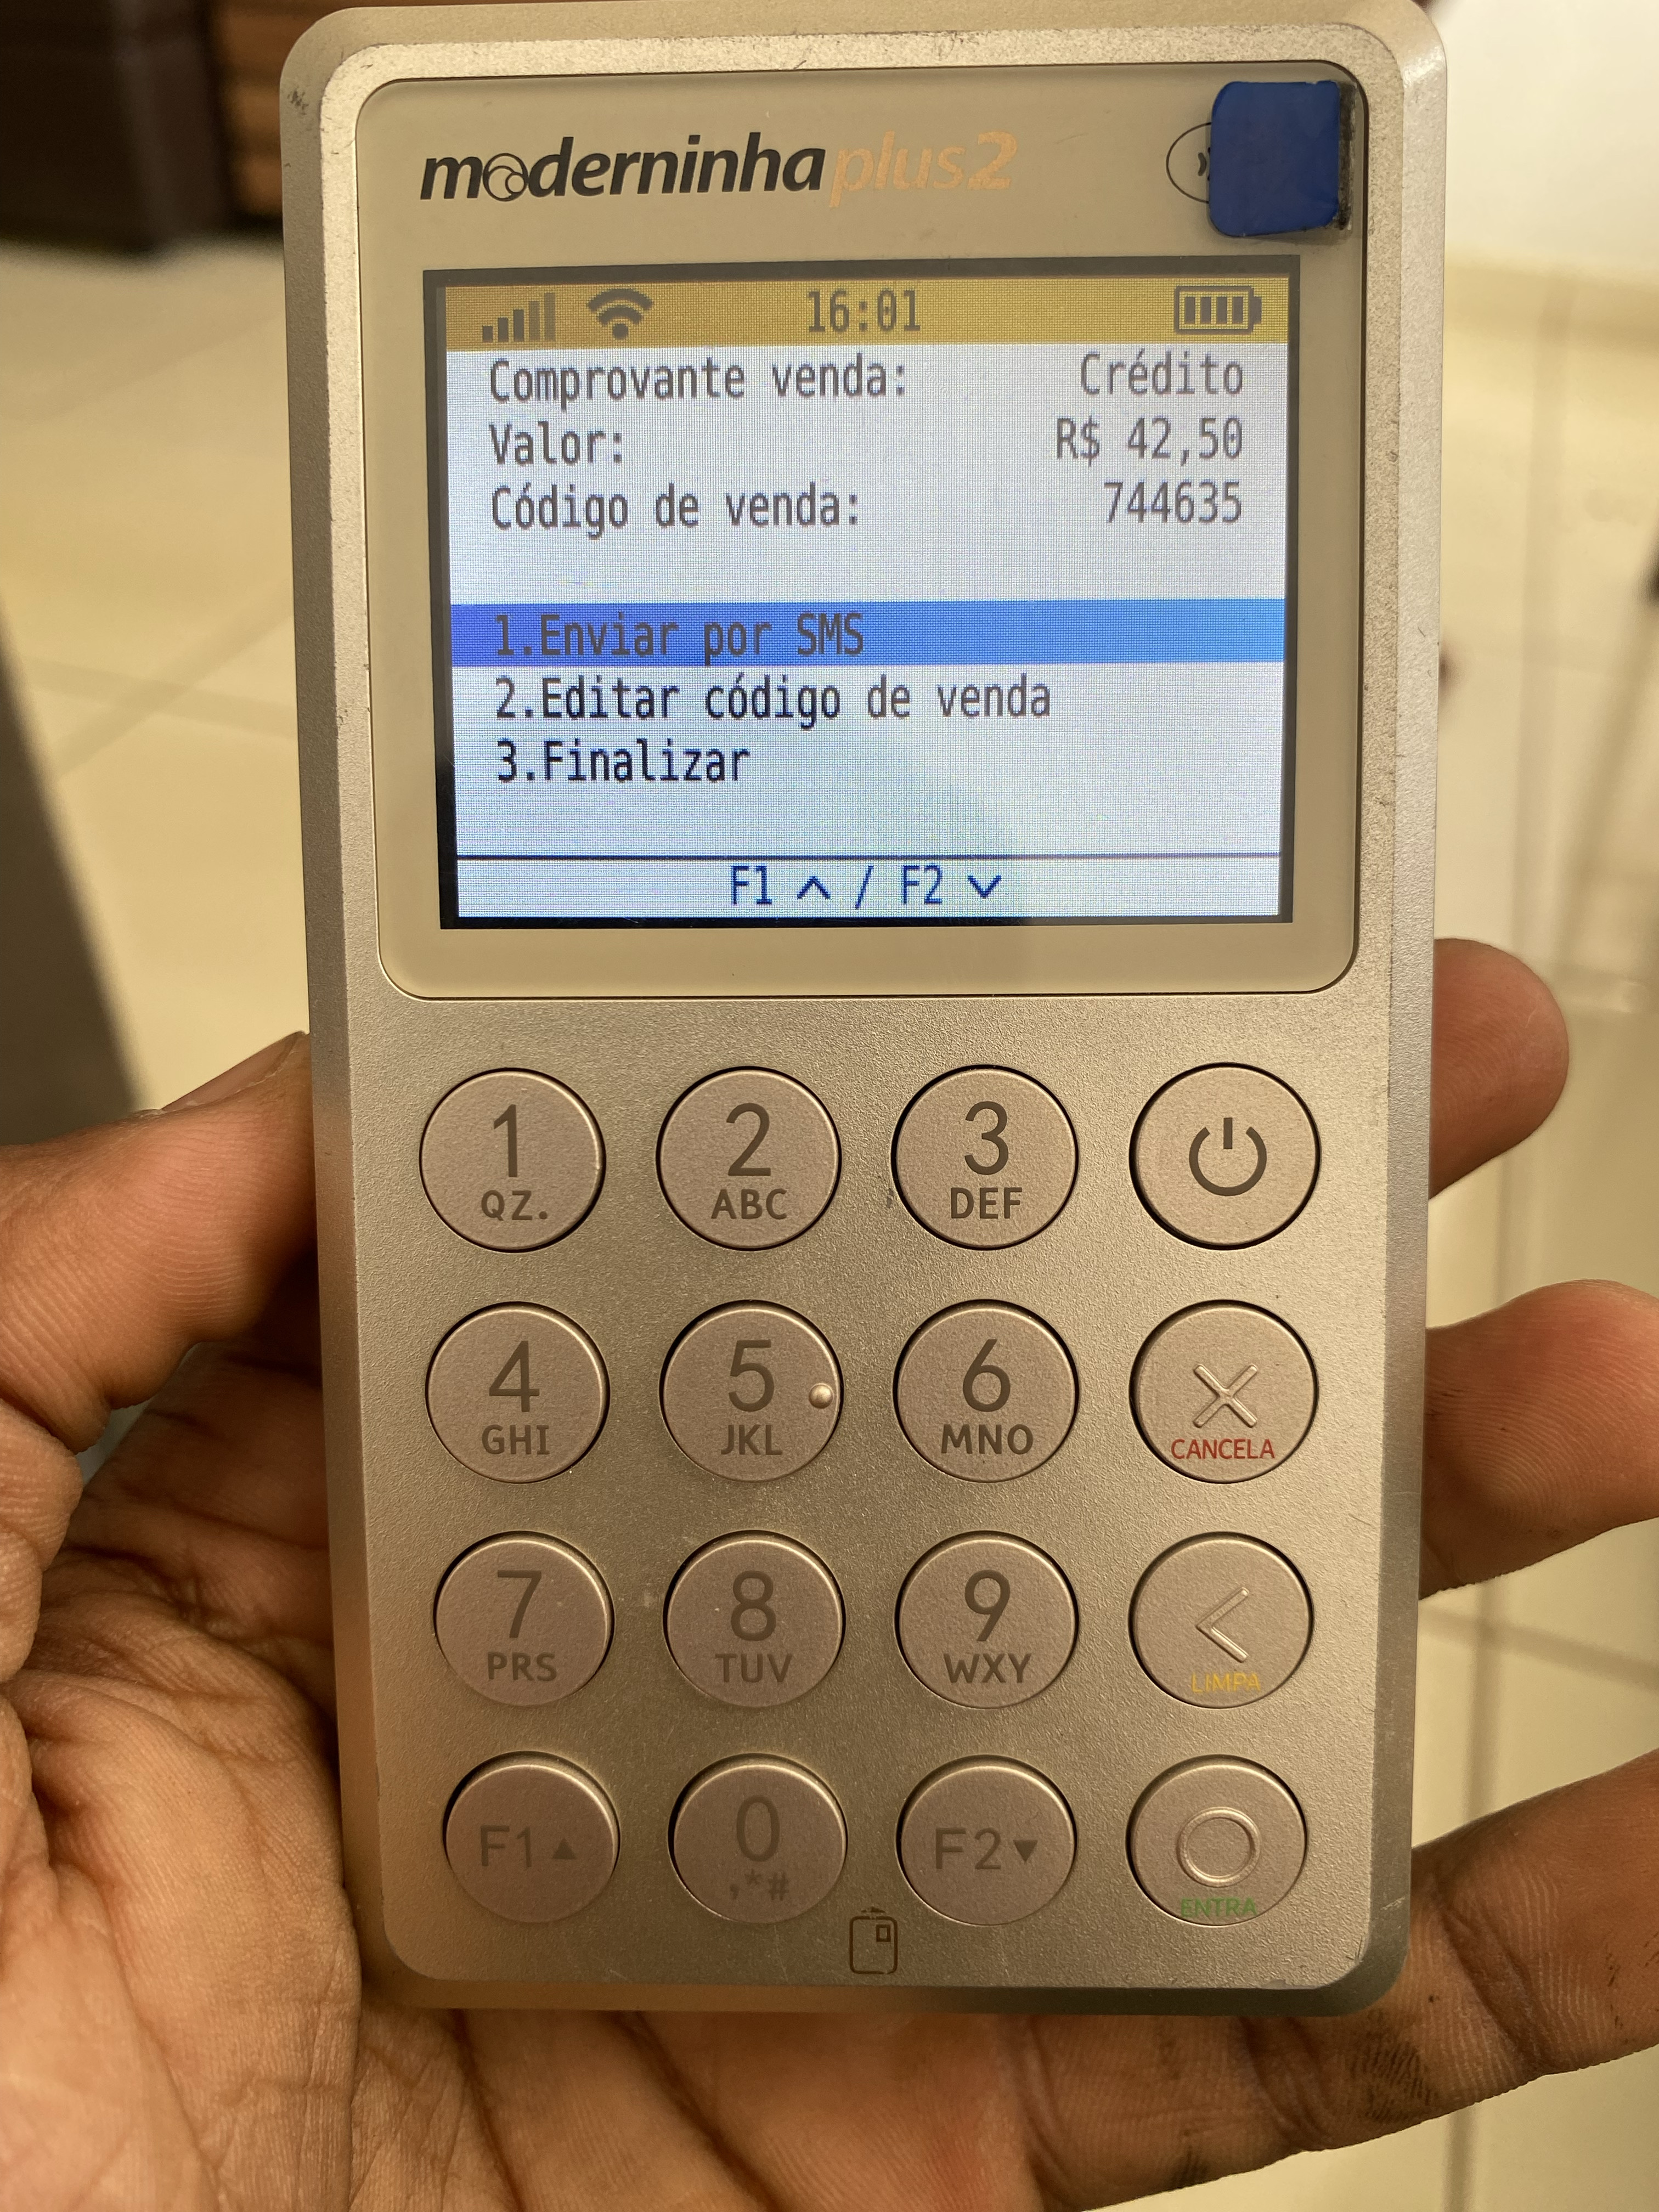 moderninha plus2
16:01
Comprovante venda: Crédito
Valor: R$ 42,50
Código de venda: 744635
1.Enviar por SMS
2.Editar código de venda
3.Finalizar
F1 ^ / F2 ˅
1 2 3
QZ. ABC DEF
4 5 6
GHI JKL MNO CANCELA
7 8 9
PRS TUV WXY LIMPA
F1▲ 0 F2▼
,*# ENTRA